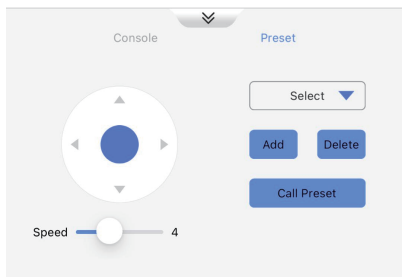 Console
Preset
Select
Add
Delete
Call Preset
Speed
4